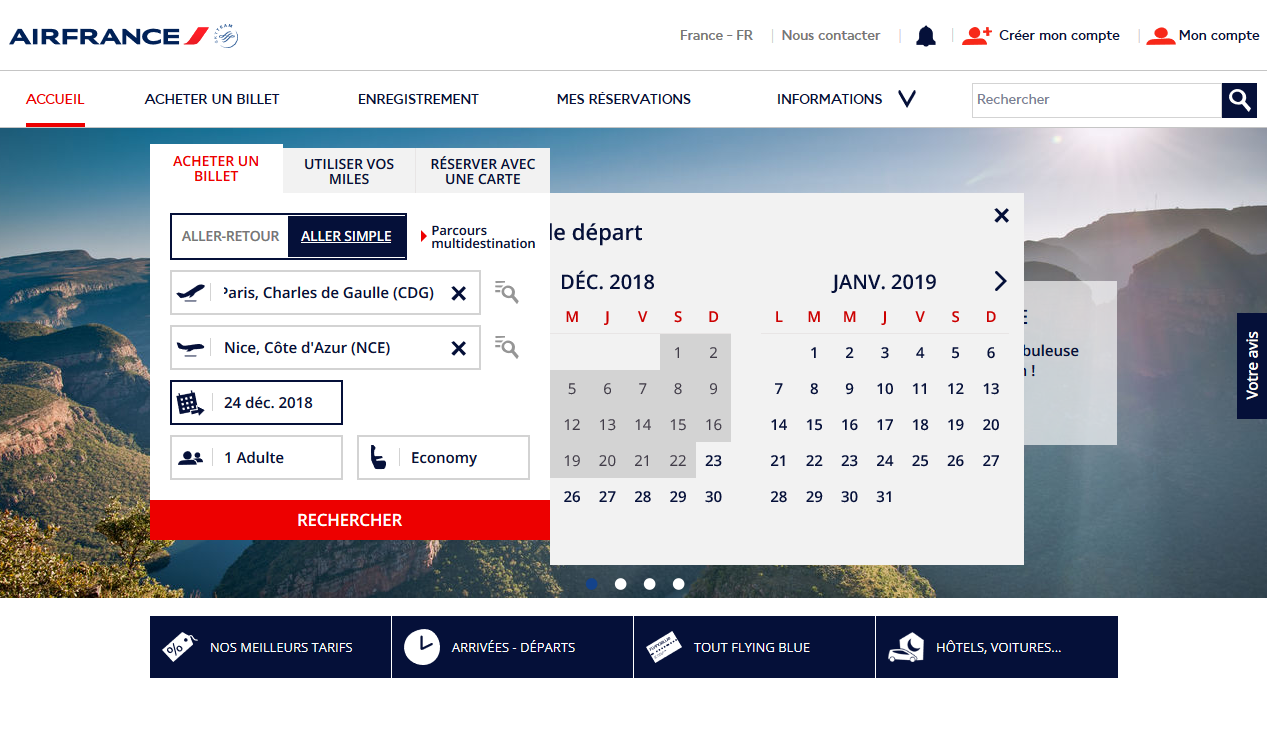 AIRFRANCE
SKYTEAM
France - FR
Nous contacter
Créer mon compte
Mon compte
ACCUEIL
ACHETER UN BILLET
ENREGISTREMENT
MES RÉSERVATIONS
INFORMATIONS
Rechercher
ACHETER UN
BILLET
UTILISER VOS
MILES
RÉSERVER AVEC
UNE CARTE
ALLER-RETOUR
ALLER SIMPLE
Parcours
multidestination
Paris, Charles de Gaulle (CDG)
Nice, Côte d'Azur (NCE)
24 déc. 2018
1 Adulte
Economy
RECHERCHER
le départ
DÉC. 2018
M J V S D
1 2
5 6 7 8 9
12 13 14 15 16
19 20 21 22 23
26 27 28 29 30
JANV. 2019
L M M J V S D
1 2 3 4 5 6
7 8 9 10 11 12 13
14 15 16 17 18 19 20
21 22 23 24 25 26 27
28 29 30 31
buleuse
!
Votre avis
NOS MEILLEURS TARIFS
ARRIVÉES - DÉPARTS
TOUT FLYING BLUE
HÔTELS, VOITURES...